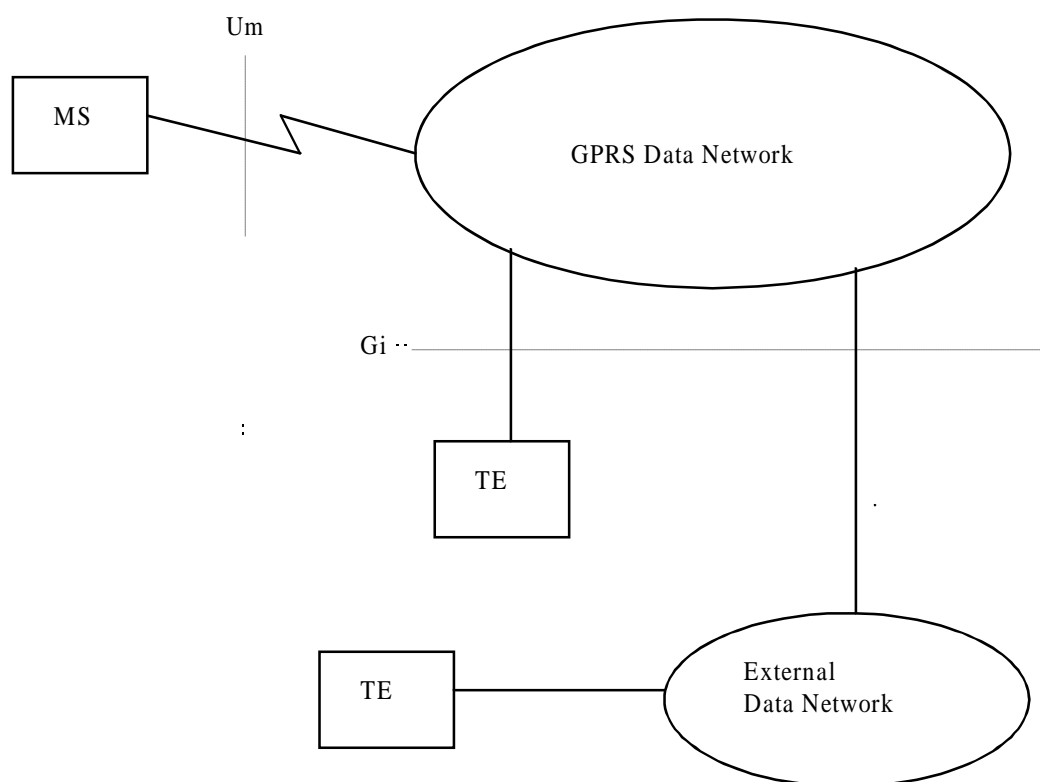 Um
MS
GPRS Data Network
Gi
TE
TE
External
Data Network